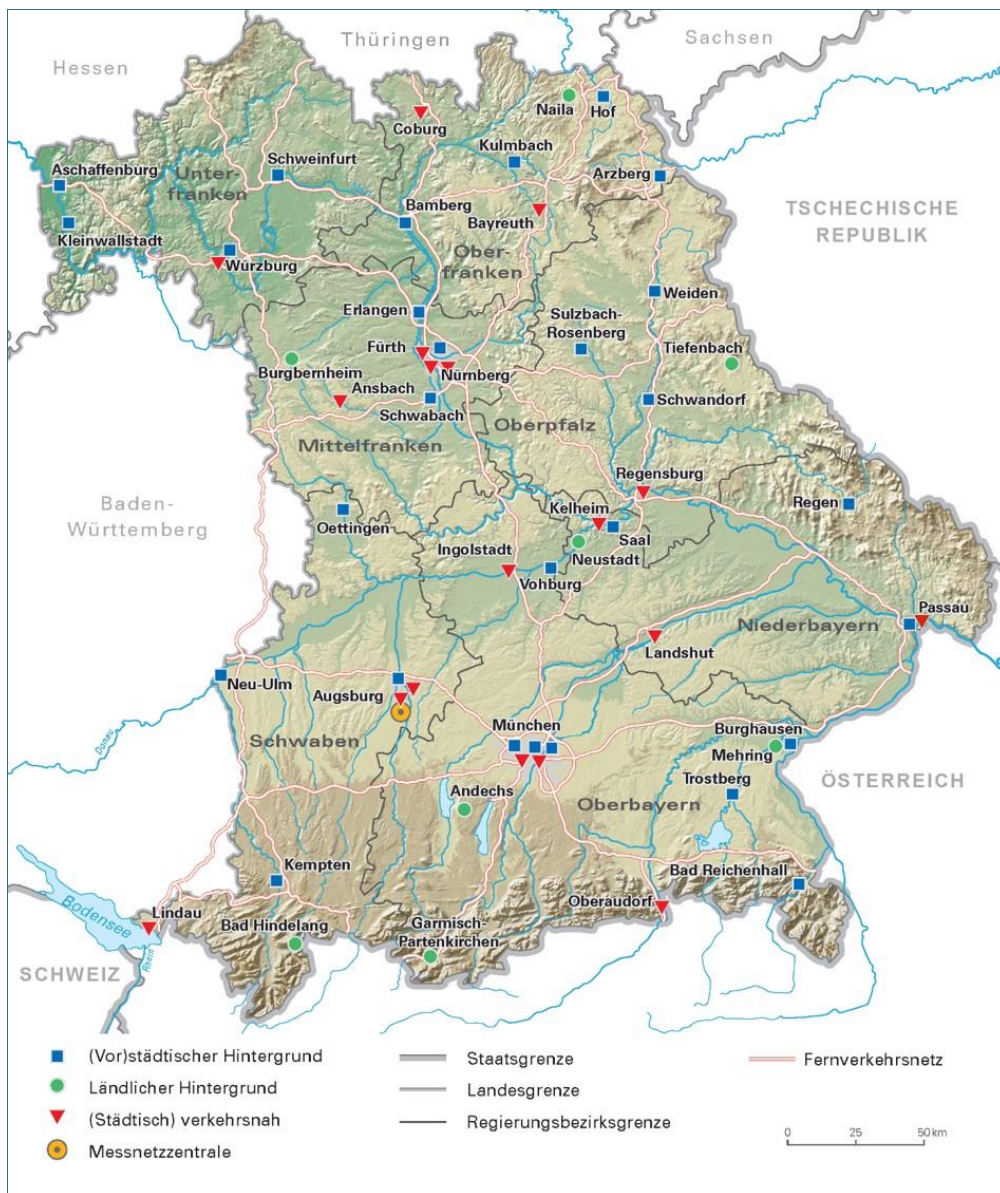 Thüringen
Sachsen
Hessen
Naila
Hof
Coburg
Kulmbach
Schweinfurt
Aschaffenburg
Unter-
franken
Arzberg
Bamberg
Bayreuth
TSCHECHISCHE
REPUBLIK
Kleinwallstadt
Ober-
franken
Würzburg
Weiden
Erlangen
Sulzbach-
Rosenberg
Fürth
Tiefenbach
Burgbernheim
Nürnberg
Ansbach
Schwabach
Schwandorf
Oberpfalz
Mittelfranken
Regensburg
Baden-
Württemberg
Regen
Kelheim
Oettingen
Saal
Ingolstadt
Neustadt
Vohburg
Passau
Niederbayern
Landshut
Neu-Ulm
Augsburg
Donau
Schwaben
München
Burghausen
Mehring
Trostberg
ÖSTERREICH
Andechs
Oberbayern
Kempten
Bad Reichenhall
Bodensee
Lindau
Bad Hindelang
Garmisch-
Partenkirchen
Oberaudorf
Rhein
SCHWEIZ
(Vor)städtischer Hintergrund
Ländlicher Hintergrund
(Städtisch) verkehrsnah
Messnetzzentrale
Staatsgrenze
Landesgrenze
Regierungsbezirksgrenze
Fernverkehrsnetz
0 25 50 km